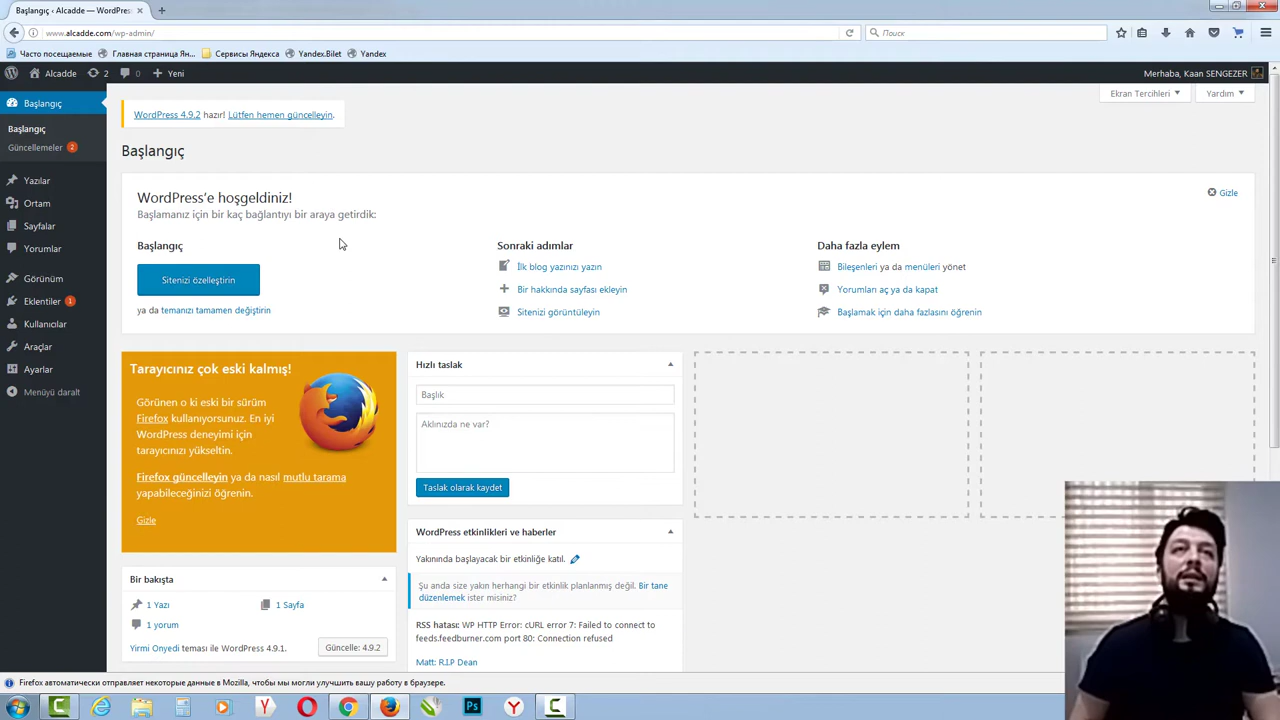 Başlangıç ‹ Alcadde — WordPres
www.alcadde.com/wp-admin/
Поиск
Часто посещаемые
Главная страница Ян...
Сервисы Яндекса
Yandex.Bilet
Yandex
Alcadde
2
0
Yeni
Merhaba, Kaan SENGEZER
Başlangıç
Başlangıç
Güncellemeler 2
Yazılar
Ortam
Sayfalar
Yorumlar
Görünüm
Eklentiler 1
Kullanıcılar
Araçlar
Ayarlar
Menüyü daralt
Ekran Tercihleri
Yardım
WordPress 4.9.2 hazır! Lütfen hemen güncelleyin.
Başlangıç
WordPress'e hoşgeldiniz!
Gizle
Başlamanız için bir kaç bağlantıyı bir araya getirdik:
Başlangıç
Sitenizi özelleştirin
ya da temanızı tamamen değiştirin
Sonraki adımlar
İlk blog yazınızı yazın
Bir hakkında sayfası ekleyin
Sitenizi görüntüleyin
Daha fazla eylem
Bileşenleri ya da menüleri yönet
Yorumları aç ya da kapat
Başlamak için daha fazlasını öğrenin
Tarayıcınız çok eski kalmış!
Görünen o ki eski bir sürüm
Firefox kullanıyorsunuz. En iyi
WordPress deneyimi için
tarayıcınızı yükseltin.
Firefox güncelleyin ya da nasıl mutlu tarama
yapabileceğinizi öğrenin.
Gizle
Bir bakışta
1 Yazı
1 Sayfa
1 yorum
Yirmi Onyedi teması ile WordPress 4.9.1.
Güncelle: 4.9.2
Hızlı taslak
Başlık
Aklınızda ne var?
Taslak olarak kaydet
WordPress etkinlikleri ve haberler
Yakınında başlayacak bir etkinliğe katıl.
Şu anda size yakın herhangi bir etkinlik planlanmış değil. Bir tane
düzenlemek ister misiniz?
RSS hatası: WP HTTP Error: cURL error 7: Failed to connect to
feeds.feedburner.com port 80: Connection refused
Matt: R.I.P Dean
Firefox автоматически отправляет некоторые данные в Mozilla, чтобы мы могли улучшить вашу работу в браузере.